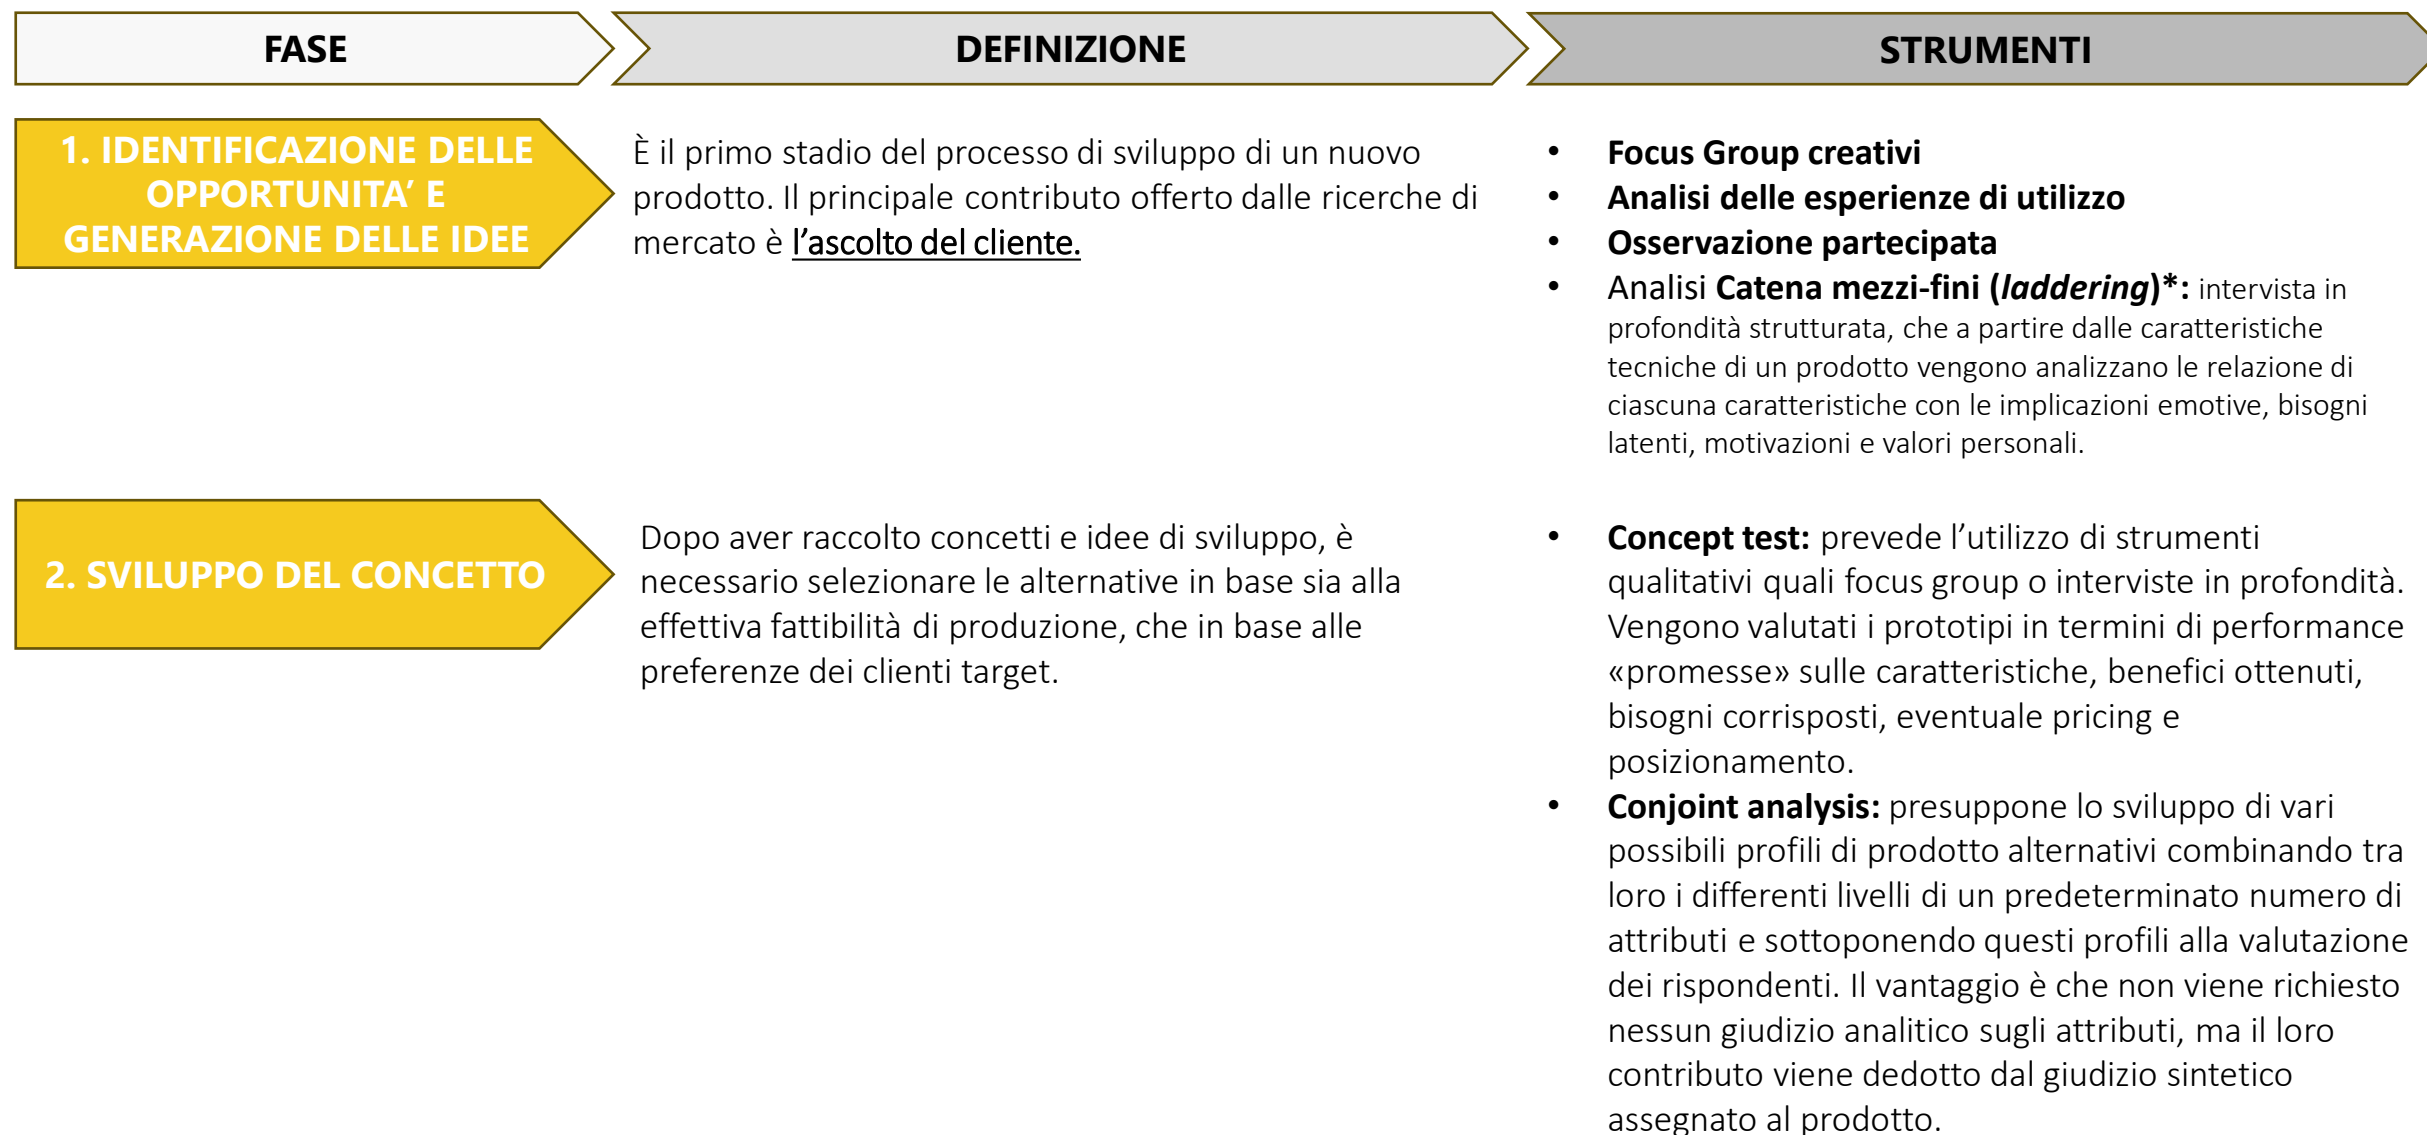 FASE
DEFINIZIONE
STRUMENTI
1. IDENTIFICAZIONE DELLE
OPPORTUNITA’ E
GENERAZIONE DELLE IDEE
È il primo stadio del processo di sviluppo di un nuovo
prodotto. Il principale contributo offerto dalle ricerche di
mercato è l’ascolto del cliente.
• Focus Group creativi
• Analisi delle esperienze di utilizzo
• Osservazione partecipata
• Analisi Catena mezzi-fini (laddering)*: intervista in
profondità strutturata, che a partire dalle caratteristiche
tecniche di un prodotto vengono analizzano le relazione di
ciascuna caratteristiche con le implicazioni emotive, bisogni
latenti, motivazioni e valori personali.
2. SVILUPPO DEL CONCETTO
Dopo aver raccolto concetti e idee di sviluppo, è
necessario selezionare le alternative in base sia alla
effettiva fattibilità di produzione, che in base alle
preferenze dei clienti target.
• Concept test: prevede l’utilizzo di strumenti
qualitativi quali focus group o interviste in profondità.
Vengono valutati i prototipi in termini di performance
«promesse» sulle caratteristiche, benefici ottenuti,
bisogni corrisposti, eventuale pricing e
posizionamento.
• Conjoint analysis: presuppone lo sviluppo di vari
possibili profili di prodotto alternativi combinando tra
loro i differenti livelli di un predeterminato numero di
attributi e sottoponendo questi profili alla valutazione
dei rispondenti. Il vantaggio è che non viene richiesto
nessun giudizio analitico sugli attributi, ma il loro
contributo viene dedotto dal giudizio sintetico
assegnato al prodotto.